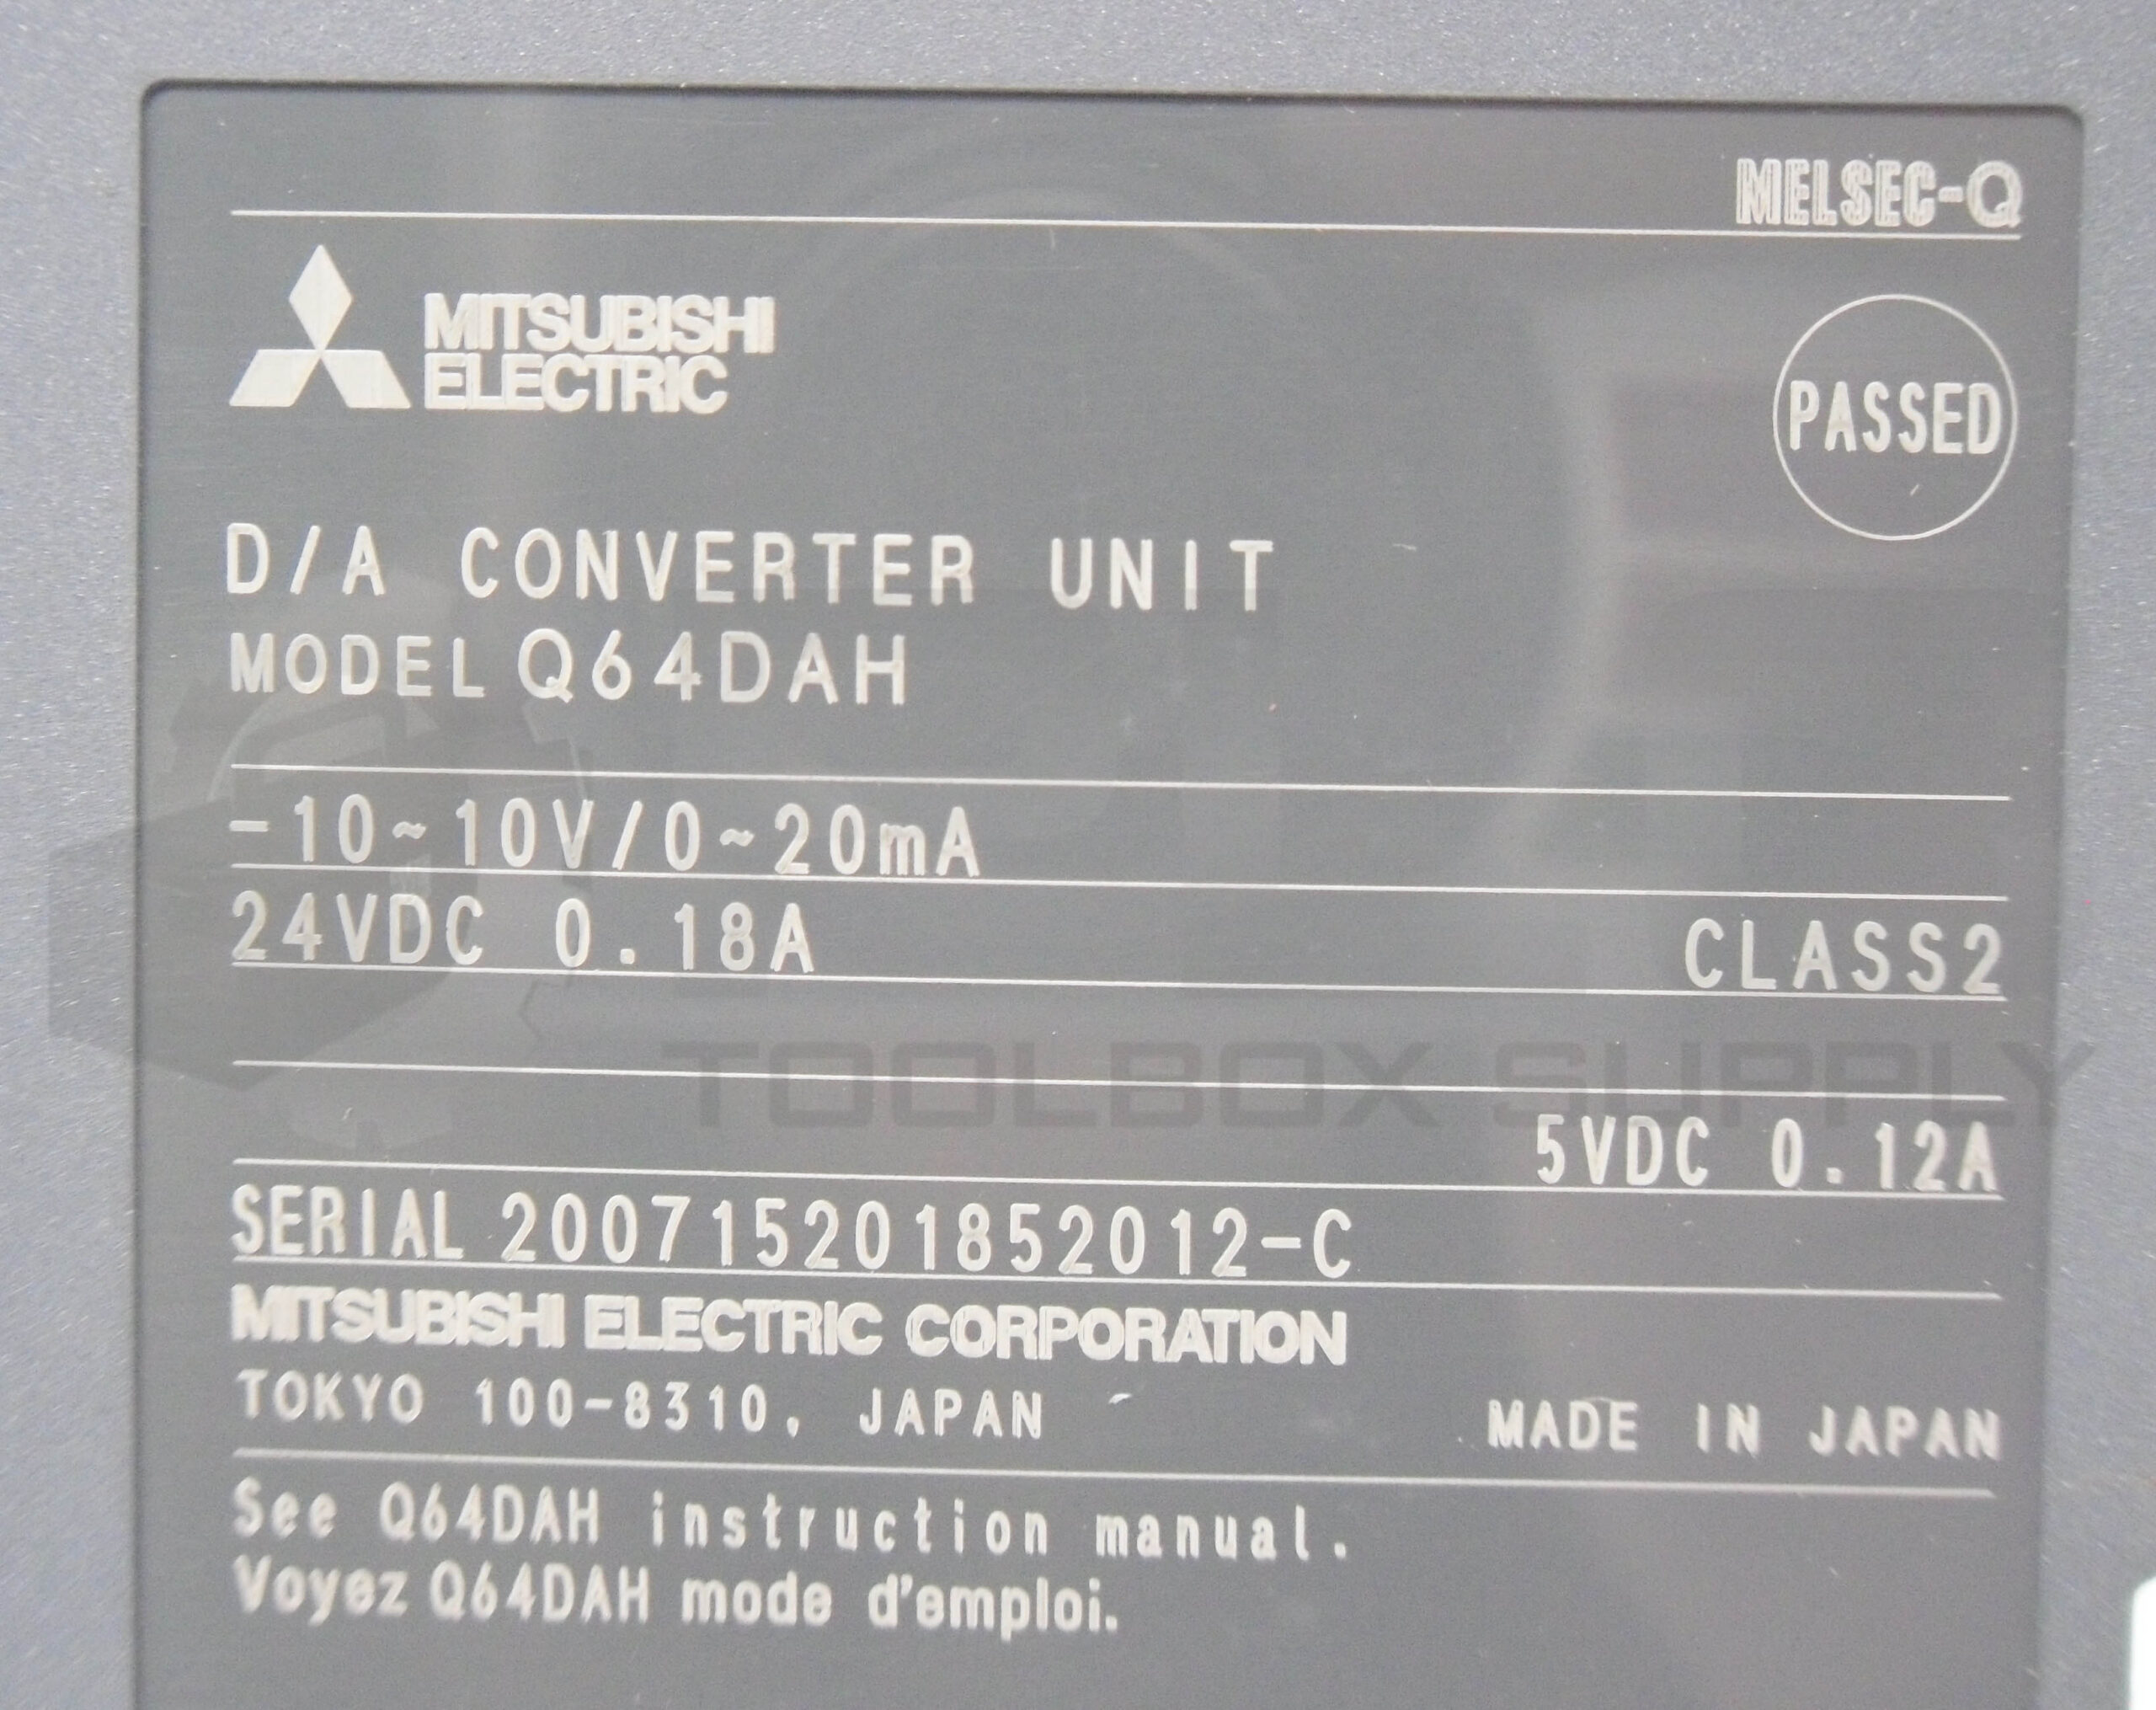 MELSEC-Q
MITSUBISHI
ELECTRIC
PASSED
D/A CONVERTER UNIT
MODEL Q64DAH
-10~10V/0~20mA
24VDC 0.18A CLASS2
TOOLBOX SUPPLY
5VDC 0.12A
SERIAL 200715201852012-C
MITSUBISHI ELECTRIC CORPORATION
TOKYO 100-8310, JAPAN MADE IN JAPAN
See Q64DAH instruction manual.
Voyez Q64DAH mode d'emploi.